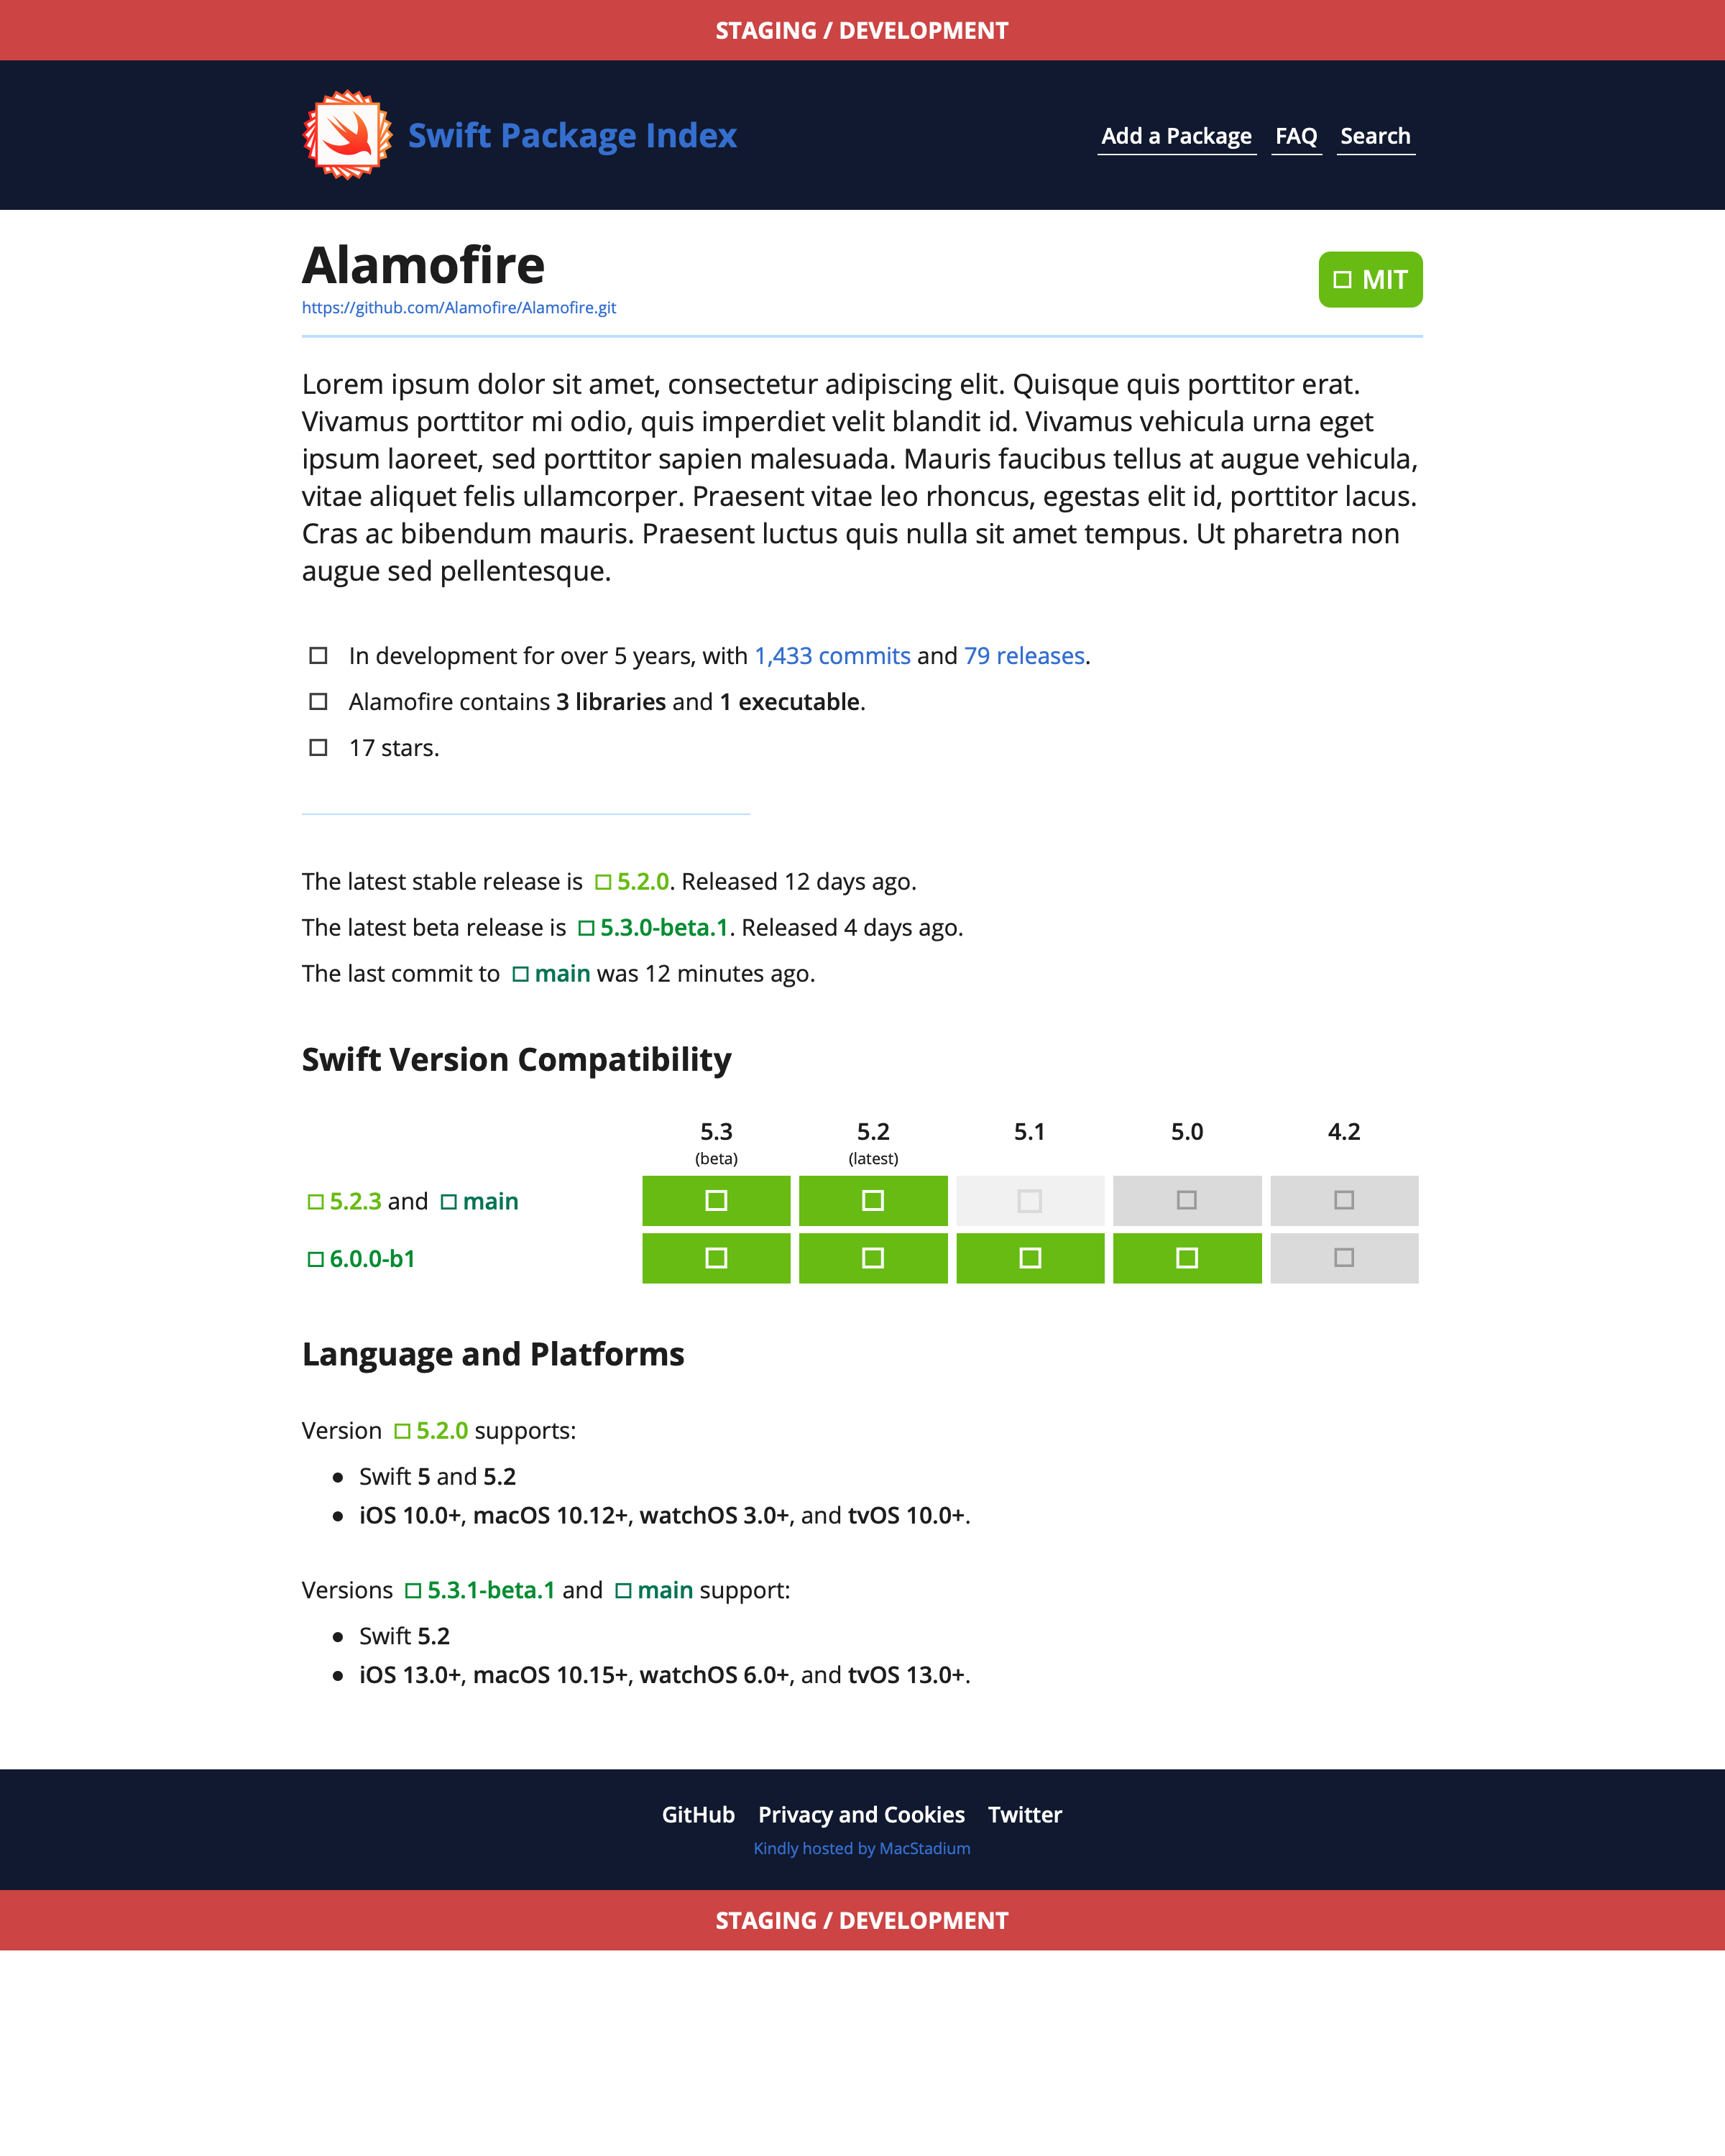 STAGING / DEVELOPMENT
Swift Package Index
Add a Package FAQ Search
Alamofire
MIT
https://github.com/Alamofire/Alamofire.git
Lorem ipsum dolor sit amet, consectetur adipiscing elit. Quisque quis porttitor erat.
Vivamus porttitor mi odio, quis imperdiet velit blandit id. Vivamus vehicula urna eget
ipsum laoreet, sed porttitor sapien malesuada. Mauris faucibus tellus at augue vehicula,
vitae aliquet felis ullamcorper. Praesent vitae leo rhoncus, egestas elit id, porttitor lacus.
Cras ac bibendum mauris. Praesent luctus quis nulla sit amet tempus. Ut pharetra non
augue sed pellentesque.
In development for over 5 years, with 1,433 commits and 79 releases.
Alamofire contains 3 libraries and 1 executable.
17 stars.
The latest stable release is 5.2.0. Released 12 days ago.
The latest beta release is 5.3.0-beta.1. Released 4 days ago.
The last commit to main was 12 minutes ago.
Swift Version Compatibility
5.3 5.2 5.1 5.0 4.2
(beta) (latest)
5.2.3 and main
6.0.0-b1
Language and Platforms
Version 5.2.0 supports:
Swift 5 and 5.2
iOS 10.0+, macOS 10.12+, watchOS 3.0+, and tvOS 10.0+.
Versions 5.3.1-beta.1 and main support:
Swift 5.2
iOS 13.0+, macOS 10.15+, watchOS 6.0+, and tvOS 13.0+.
GitHub Privacy and Cookies Twitter
Kindly hosted by MacStadium
STAGING / DEVELOPMENT